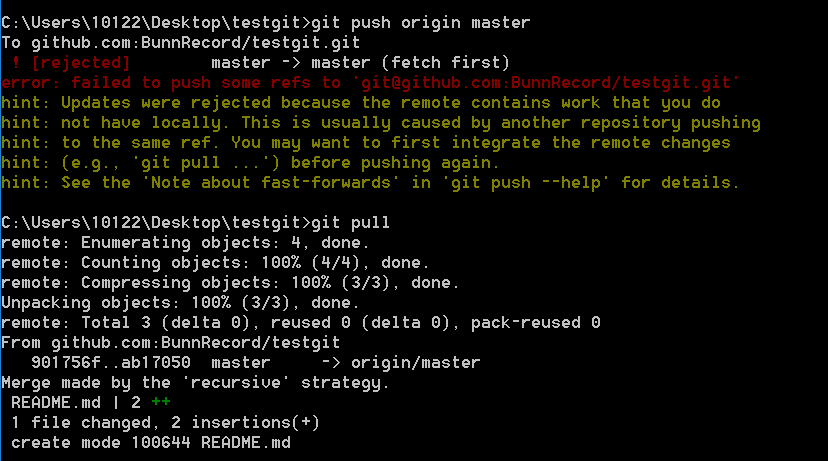 C:\Users\10122\Desktop\testgit>git push origin master
To github.com:BunnRecord/testgit.git
 ! [rejected]        master -> master (fetch first)
error: failed to push some refs to 'git@github.com:BunnRecord/testgit.git'
hint: Updates were rejected because the remote contains work that you do
hint: not have locally. This is usually caused by another repository pushing
hint: to the same ref. You may want to first integrate the remote changes
hint: (e.g., 'git pull ...') before pushing again.
hint: See the 'Note about fast-forwards' in 'git push --help' for details.
C:\Users\10122\Desktop\testgit>git pull
remote: Enumerating objects: 4, done.
remote: Counting objects: 100% (4/4), done.
remote: Compressing objects: 100% (3/3), done.
Unpacking objects: 100% (3/3), done.
remote: Total 3 (delta 0), reused 0 (delta 0), pack-reused 0
From github.com:BunnRecord/testgit
   901756f..ab17050  master     -> origin/master
Merge made by the 'recursive' strategy.
 README.md | 2 ++
 1 file changed, 2 insertions(+)
 create mode 100644 README.md